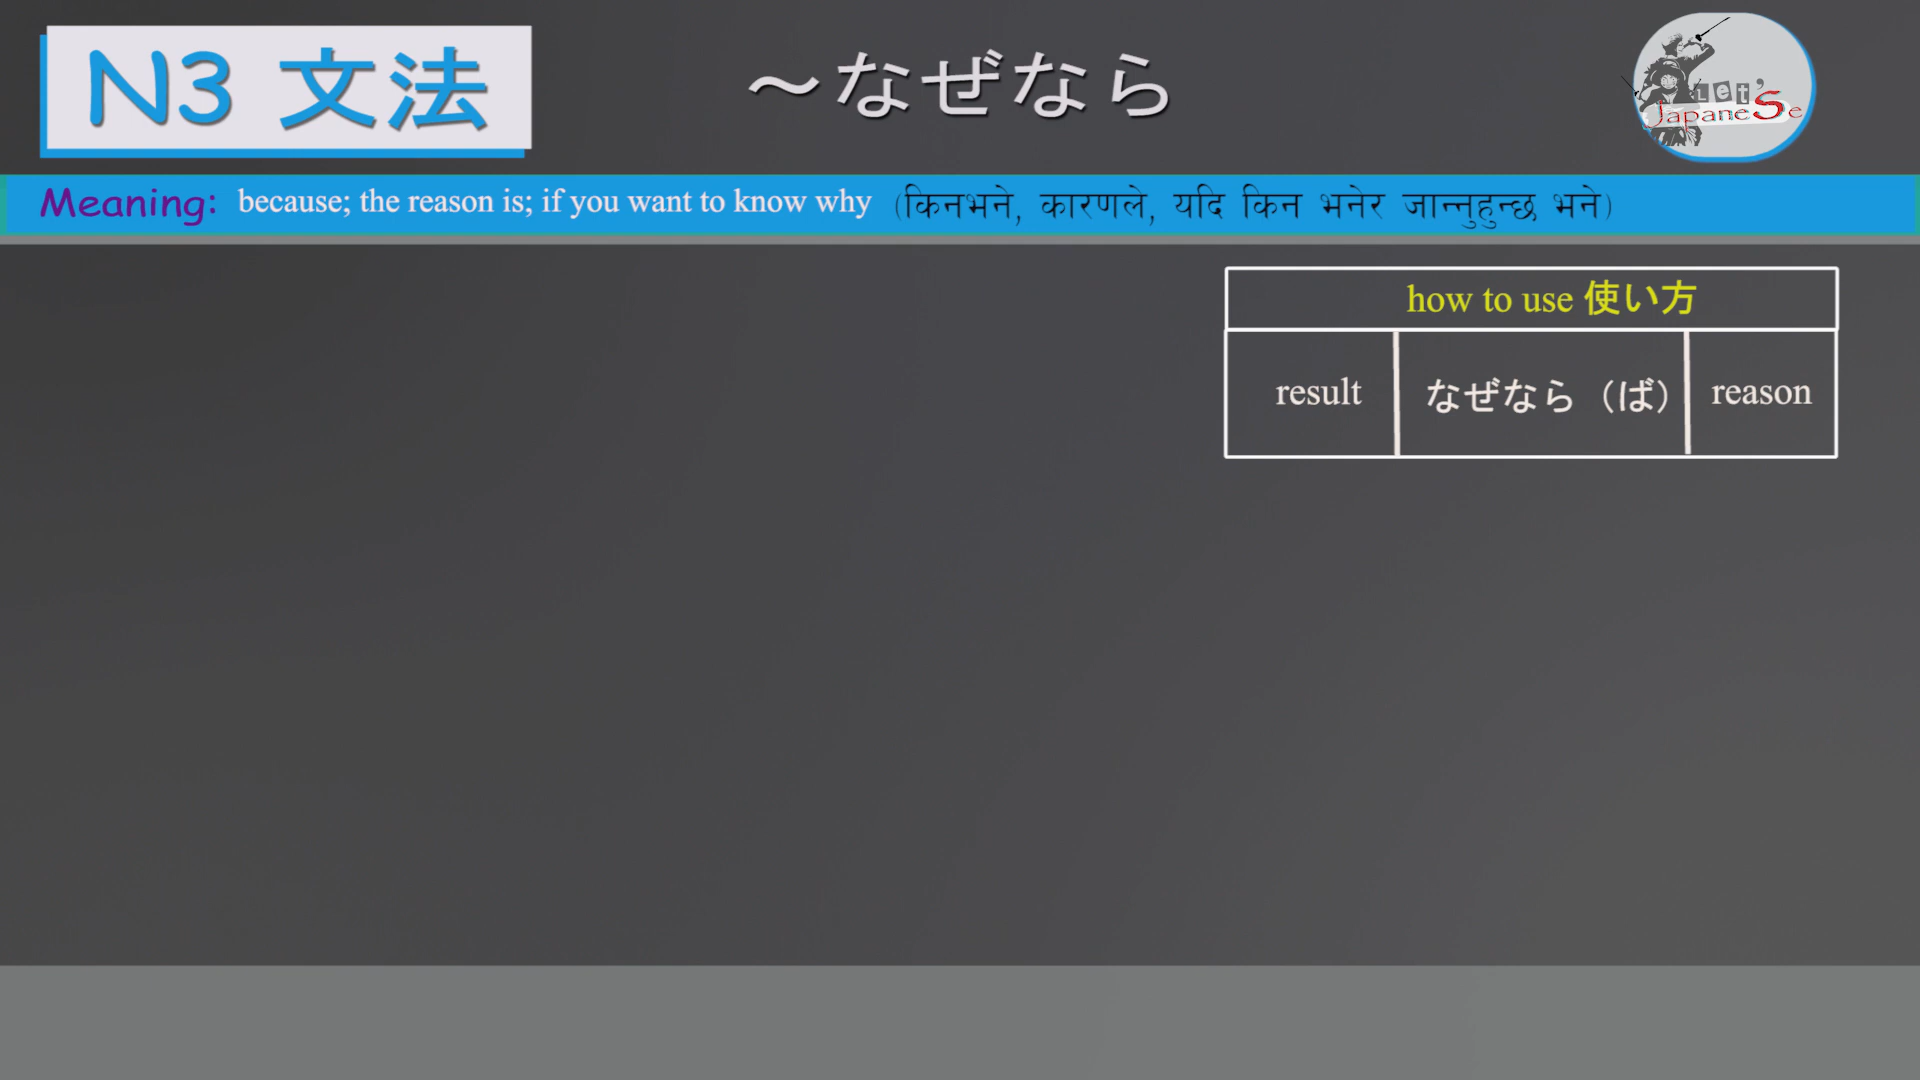 N3 文法
～なぜなら
Let's
Japanese
Meaning: because; the reason is; if you want to know why (किनभने, कारणले, यदि किन भनेर जान्नुहुन्छ भने)
how to use 使い方
result なぜなら（ば） reason